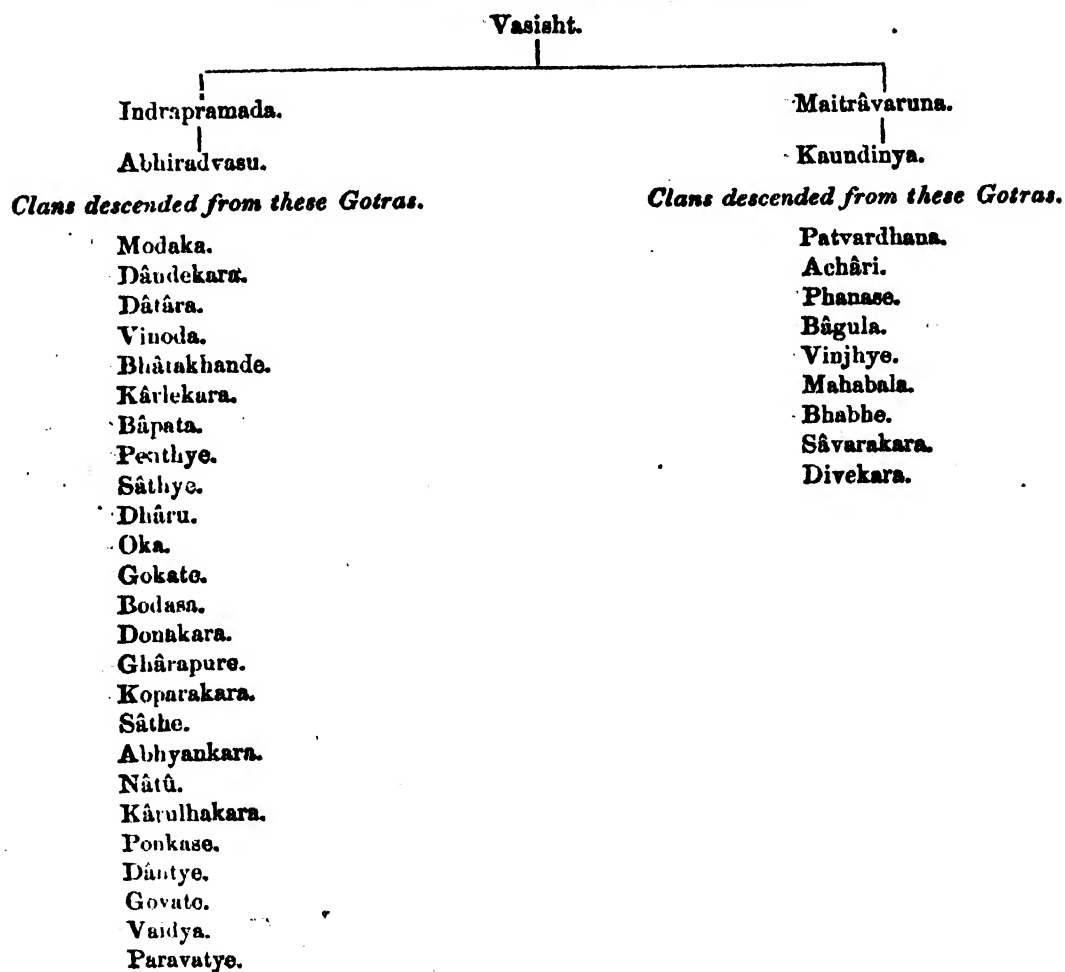 Vasisht.
Indrapramada.
Abhiradvasu.
Clans descended from these Gotras.
Modaka.
Dândekara.
Dâtâra.
Vinoda.
Bhâtakhande.
Kârlekara.
Bâpata.
Penthye.
Sâthye.
Dhâru.
Oka.
Gokate.
Bodasa.
Donakara.
Ghârapure.
Koparakara.
Sâthe.
Abhyankara.
Nâtû.
Kârulhakara.
Ponkase.
Dântye.
Govate.
Vaidya.
Paravatye.
Maitrâvaruna.
Kaundinya.
Clans descended from these Gotras.
Patvardhana.
Achâri.
Phanase.
Bâgula.
Vinjhye.
Mahabala.
Bhabhe.
Sâvarakara.
Divekara.